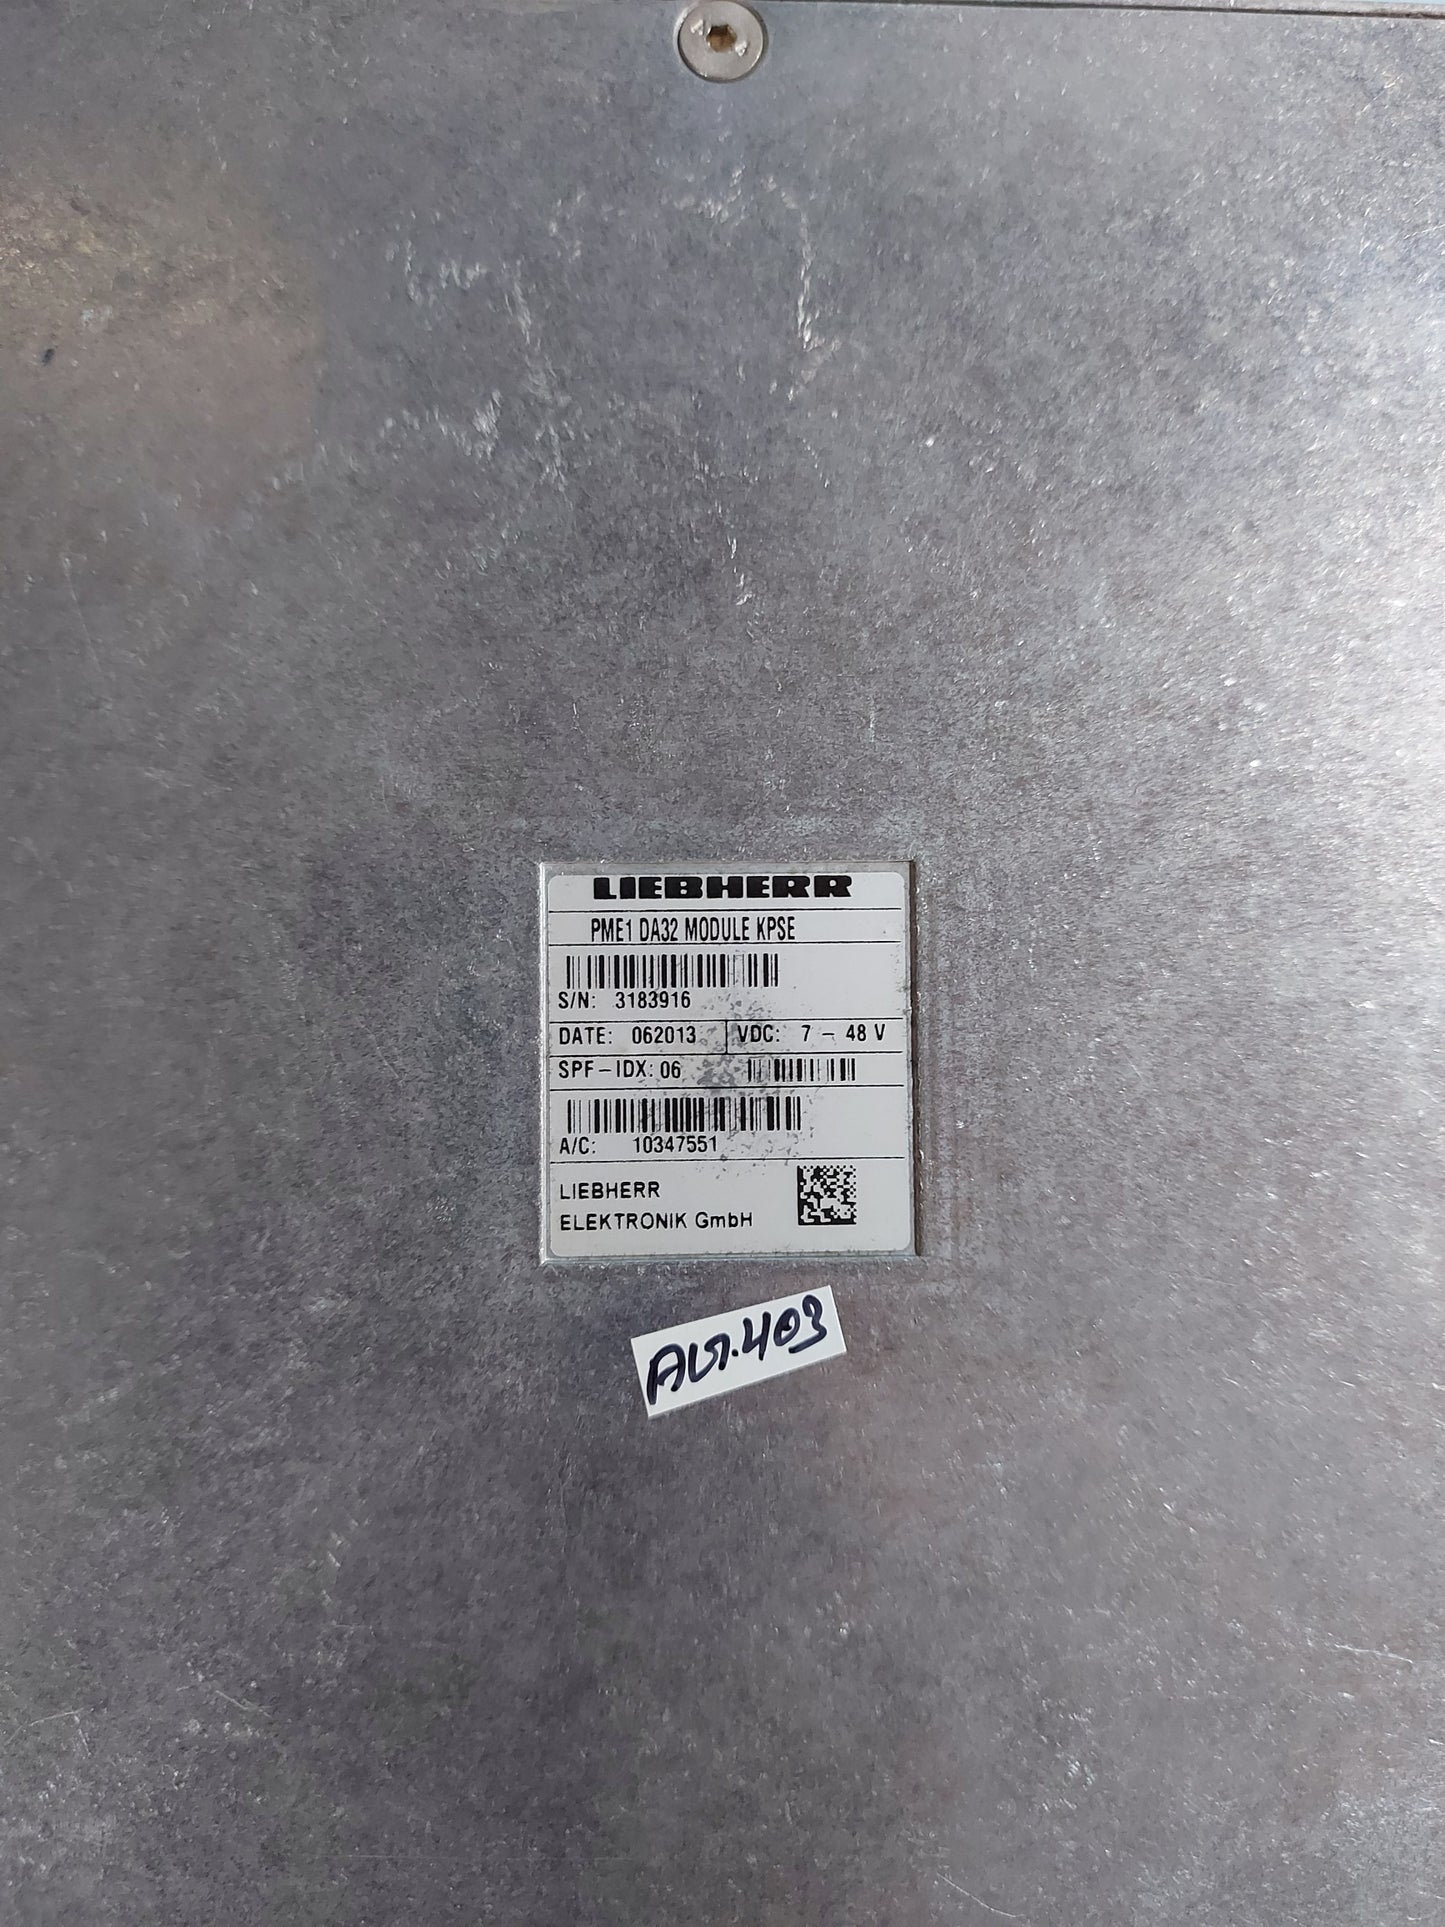 LIEBHERR
PME1 DA32 MODULE KPSE
S/N: 3183916
DATE: 062013 VDC: 7 - 48 V
SPF-IDX: 06
A/C: 10347551
LIEBHERR
ELEKTRONIK GmbH
.403